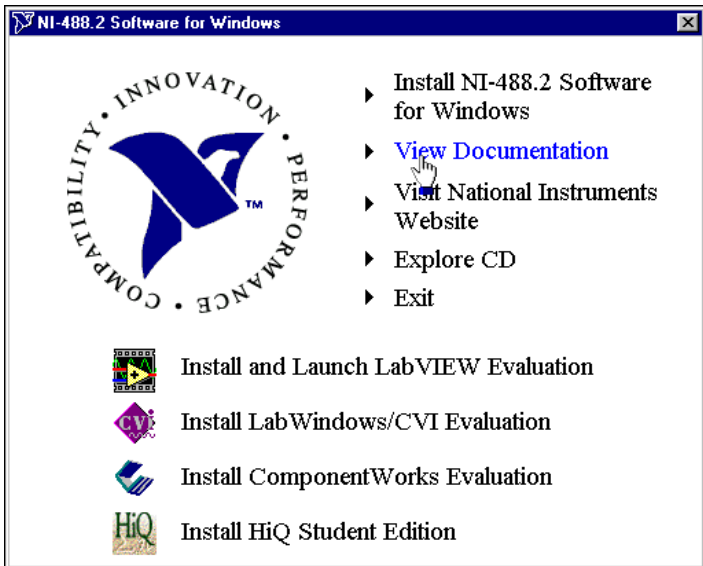 NI-488.2 Software for Windows
COMPATIBILITY · INNOVATION · PERFORMANCE ·
TM
Install NI-488.2 Software
for Windows
View Documentation
Visit National Instruments
Website
Explore CD
Exit
Install and Launch LabVIEW Evaluation
CVI
Install LabWindows/CVI Evaluation
Install ComponentWorks Evaluation
HiQ
Install HiQ Student Edition